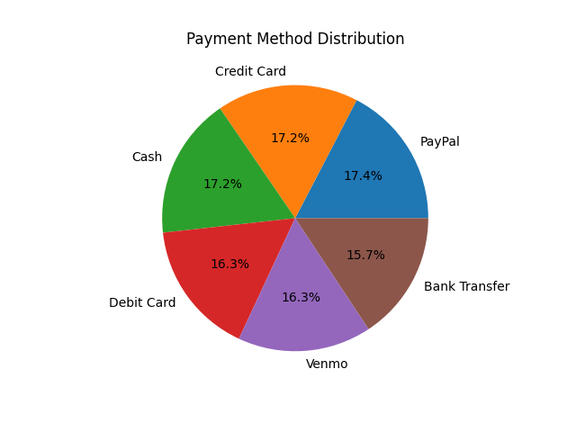 Payment Method Distribution
Credit Card
PayPal
17.2%
Cash
17.4%
17.2%
15.7%
16.3%
Bank Transfer
16.3%
Debit Card
Venmo